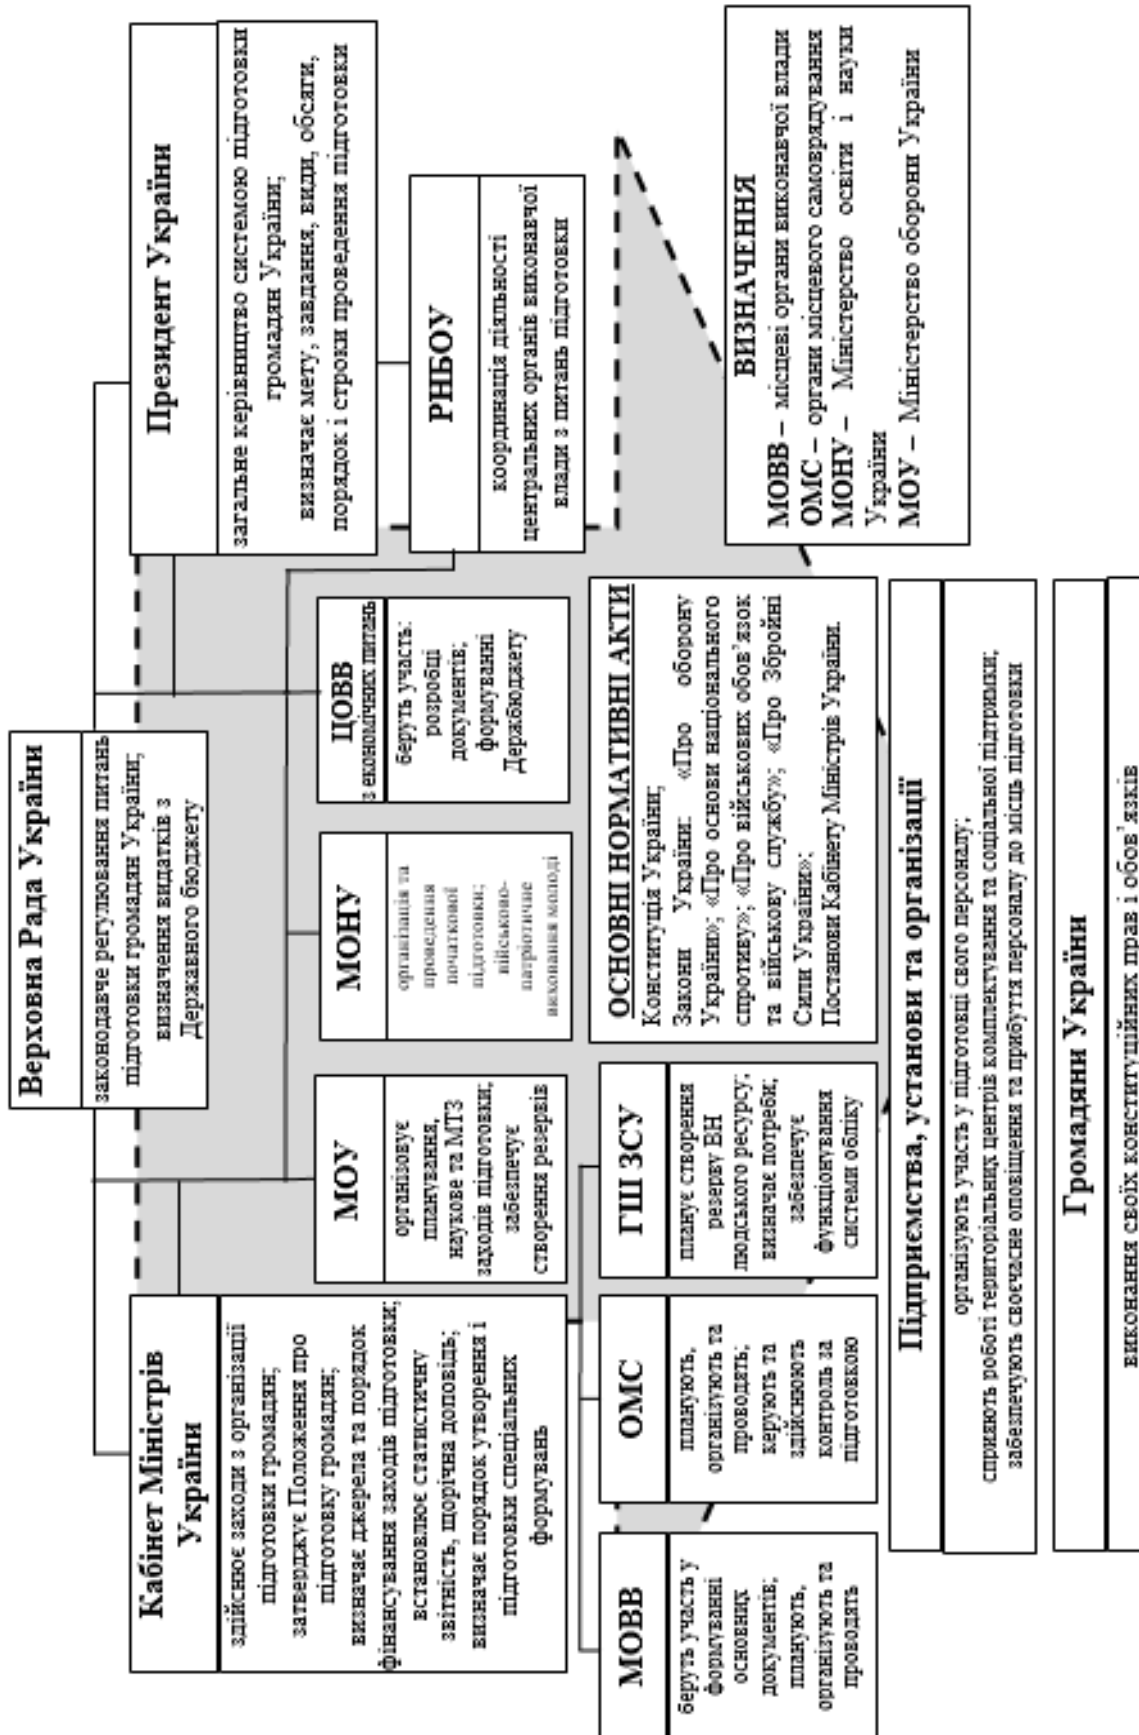 Верховна Рада України
законодавче регулювання питань
підготовки громадян України;
визначення видатків з
Державного бюджету
Кабінет Міністрів
України
здійснює заходи з організації
підготовки громадян;
затверджує Положення про
підготовку громадян;
визначає джерела та порядок
фінансування заходів підготовки;
встановлює статистичну
звітність, щорічна доповідь;
визначає порядок утворення і
підготовки спеціальних
формувань
Президент України
загальне керівництво системою підготовки
громадян України;
визначає мету, завдання, види, обсяги,
порядок і строки проведення підготовки
МОУ
організовує
планування,
наукове та МТЗ
заходів підготовки;
забезпечує
створення резервів
МОНУ
організація та
проведення
початкової
підготовки;
військово-
патріотичне
виховання молоді
ЦОВВ
з економічних питань
беруть участь:
розробці
документів;
формуванні
Держбюджету
РНБОУ
координація діяльності
центральних органів виконавчої
влади з питань підготовки
МОВВ
беруть участь у
формуванні
основних
документів;
планують,
організують та
проводять
ОМС
планують,
організують та
проводять;
керують та
здійснюють
контроль за
підготовкою
ГШ ЗСУ
планує створення
резерву ВН
людського ресурсу;
визначає потреби;
забезпечує
функціонування
системи обліку
ОСНОВНІ НОРМАТИВНІ АКТИ
Конституція України;
Закони України: «Про оборону
України»; «Про основи національного
спротиву»; «Про військових обов’язок
та військову службу»; «Про Збройні
Сили України»;
Постанови Кабінету Міністрів України.
ВИЗНАЧЕННЯ
МОВВ – місцеві органи виконавчої влади
ОМС – органи місцевого самоврядування
МОНУ – Міністерство освіти і науки
України
МОУ – Міністерство оборони України
Підприємства, установи та організації
організують участь у підготовці свого персоналу;
сприяють роботі територіальних центрів комплектування та соціальної підтримки;
забезпечують своєчасне оповіщення та прибуття персоналу до місць підготовки
Громадяни України
виконання своїх конституційних прав і обов’язків